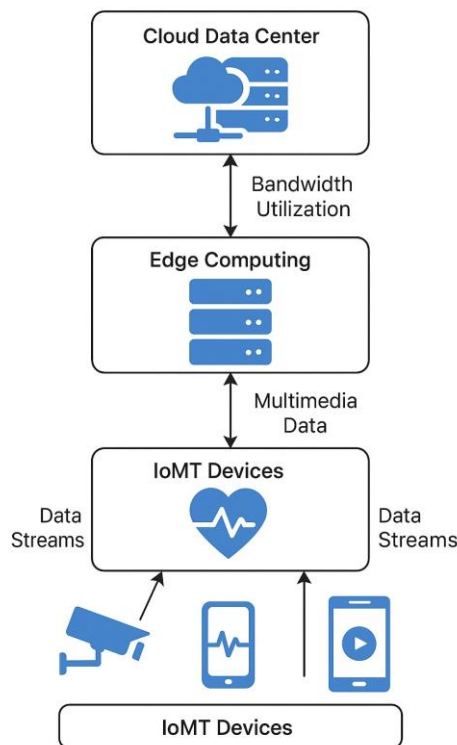 Cloud Data Center
Bandwidth
Utilization
Edge Computing
Multimedia
Data
IoMT Devices
Data
Streams
Data
Streams
IoMT Devices